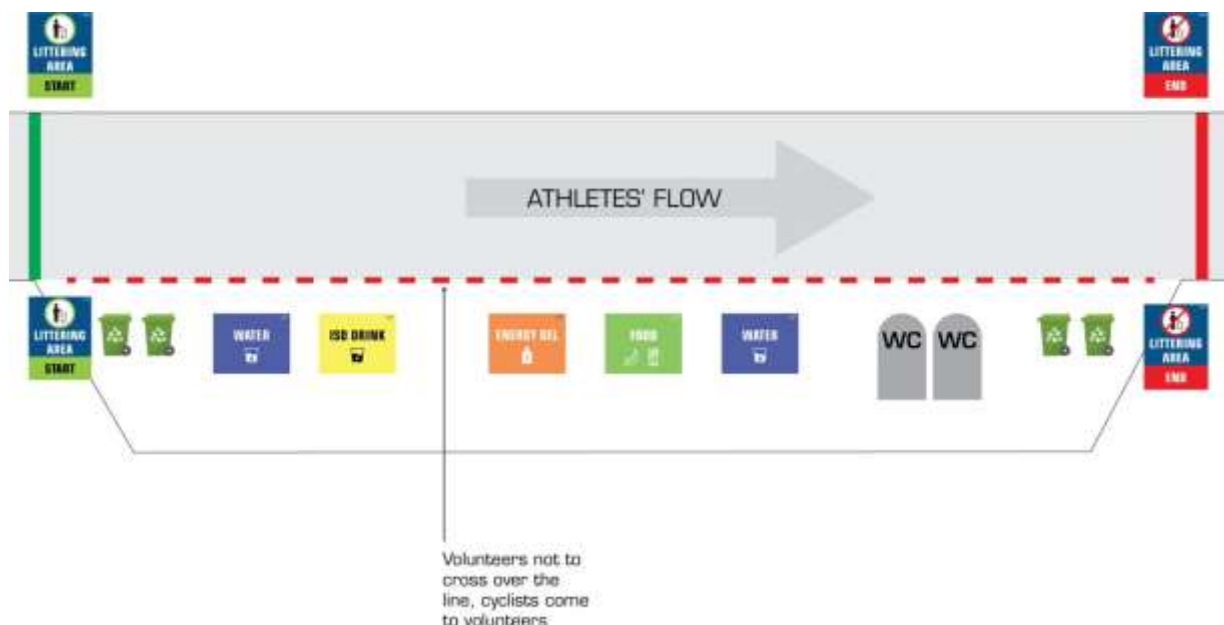 LITTERING
AREA
START
LITTERING
AREA
END
ATHLETES' FLOW
LITTERING
AREA
START
WATER
ISO DRINK
ENERGY GEL
FOOD
WATER
WC
WC
LITTERING
AREA
END
Volunteers not to
cross over the
line, cyclists come
to volunteers